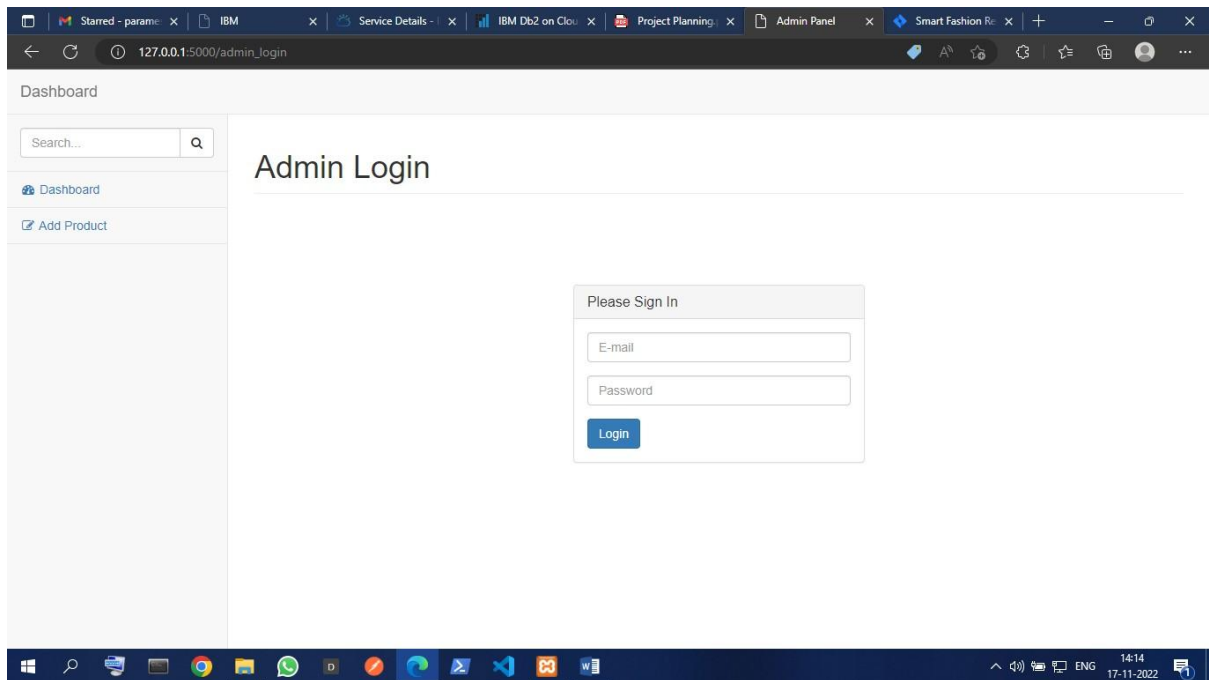 Starred - parame
IBM
Service Details -
IBM Db2 on Clou
Project Planning.
Admin Panel
Smart Fashion Re
127.0.0.1:5000/admin_login
Dashboard
Search...
Dashboard
Add Product
Admin Login
Please Sign In
E-mail
Password
Login
ENG
14:14
17-11-2022